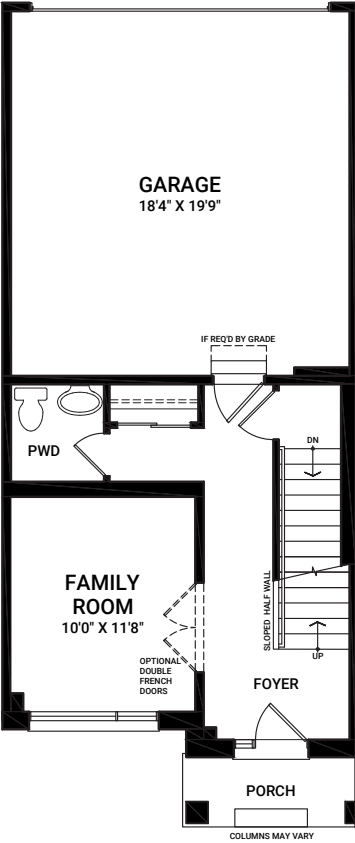 GARAGE
18'4" X 19'9"
IF REQ'D BY GRADE
PWD
DN
FAMILY
ROOM
10'0" X 11'8"
SLOPED HALF WALL
OPTIONAL
DOUBLE
FRENCH
DOORS
UP
FOYER
PORCH
COLUMNS MAY VARY